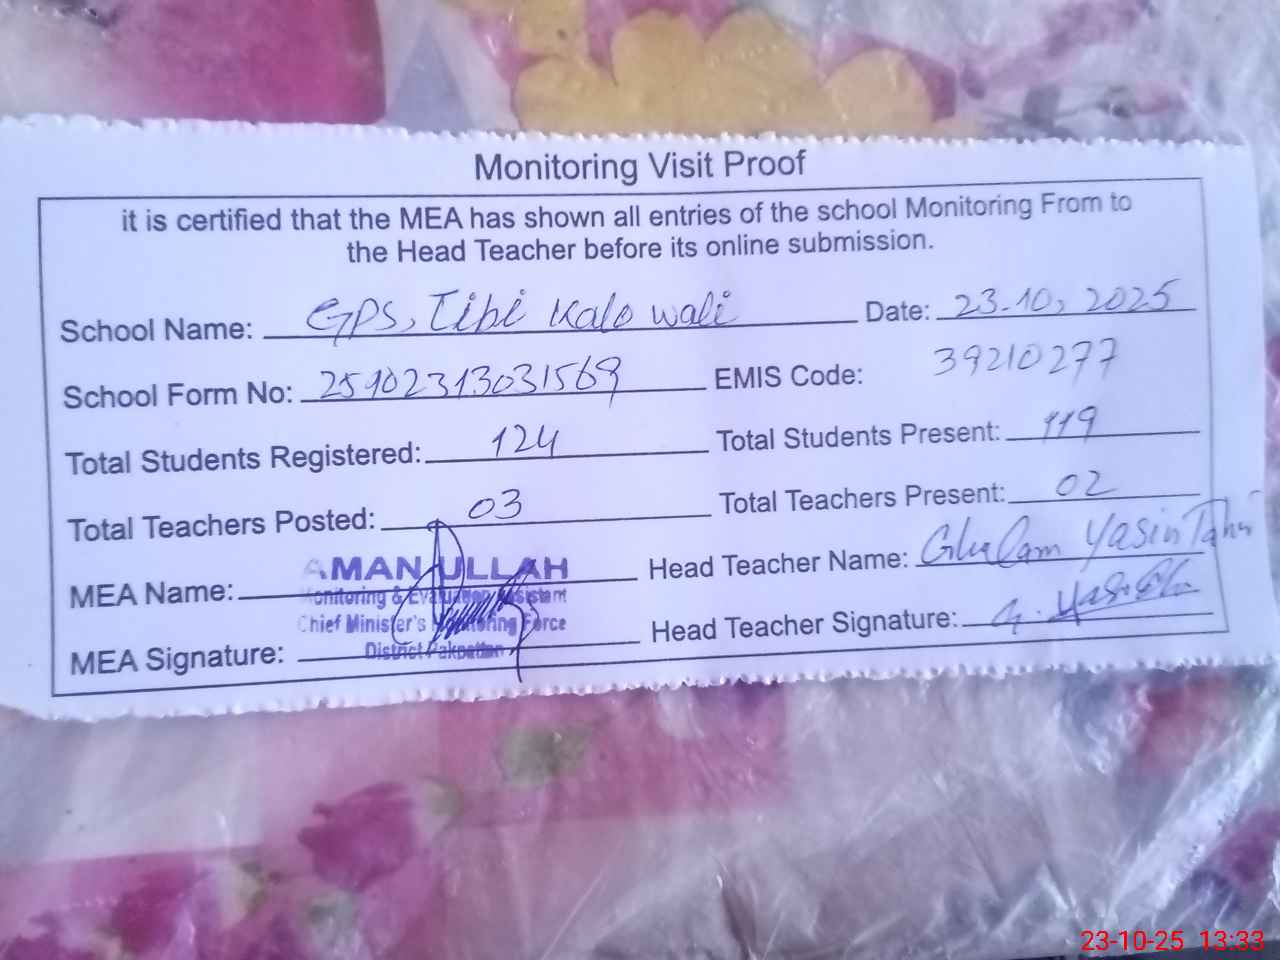 Monitoring Visit Proof
it is certified that the MEA has shown all entries of the school Monitoring From to
the Head Teacher before its online submission.
School Name: GPS, Tibi Kalo wali Date: 23-10, 2025
School Form No: 25102313031569 EMIS Code: 39210277
Total Students Registered: 124 Total Students Present: 119
Total Teachers Posted: 03 Total Teachers Present: 02
MEA Name: AMAN ULLAH Head Teacher Name: Ghulam Yasin Tahir
Monitoring & Evaluation Assistant
Chief Minister's Monitoring Force
MEA Signature: District Pakpattan Head Teacher Signature:
23-10-25 13:33